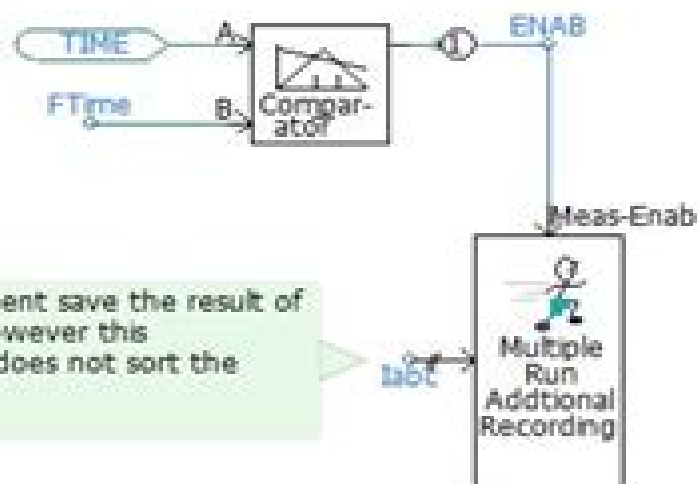 TIME
A
ENAB
FTime
B
Compar-
ator
Meas-Enab
ent save the result of
wever this
does not sort the
Iabc
Multiple
Run
Addtional
Recording